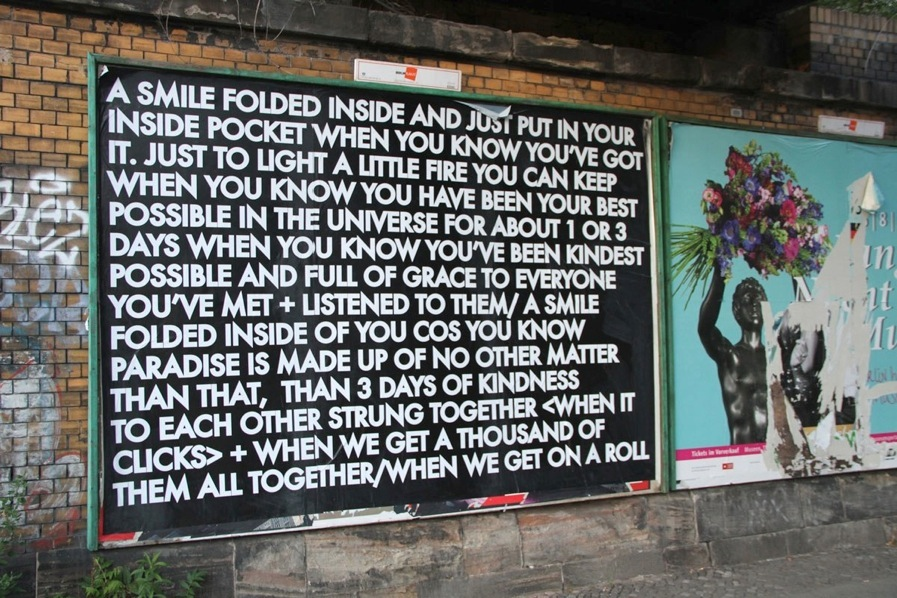 A SMILE FOLDED INSIDE AND JUST PUT IN YOUR
INSIDE POCKET WHEN YOU KNOW YOU'VE GOT
IT. JUST TO LIGHT A LITTLE FIRE YOU CAN KEEP
WHEN YOU KNOW YOU HAVE BEEN YOUR BEST
POSSIBLE IN THE UNIVERSE FOR ABOUT 1 OR 3
DAYS WHEN YOU KNOW YOU'VE BEEN KINDEST
POSSIBLE AND FULL OF GRACE TO EVERYONE
YOU'VE MET + LISTENED TO THEM/ A SMILE
FOLDED INSIDE OF YOU COS YOU KNOW
PARADISE IS MADE UP OF NO OTHER MATTER
THAN THAT, THAN 3 DAYS OF KINDNESS
TO EACH OTHER STRUNG TOGETHER <WHEN IT
CLICKS> + WHEN WE GET A THOUSAND OF
THEM ALL TOGETHER/WHEN WE GET ON A ROLL
Tickets im Vorverkauf